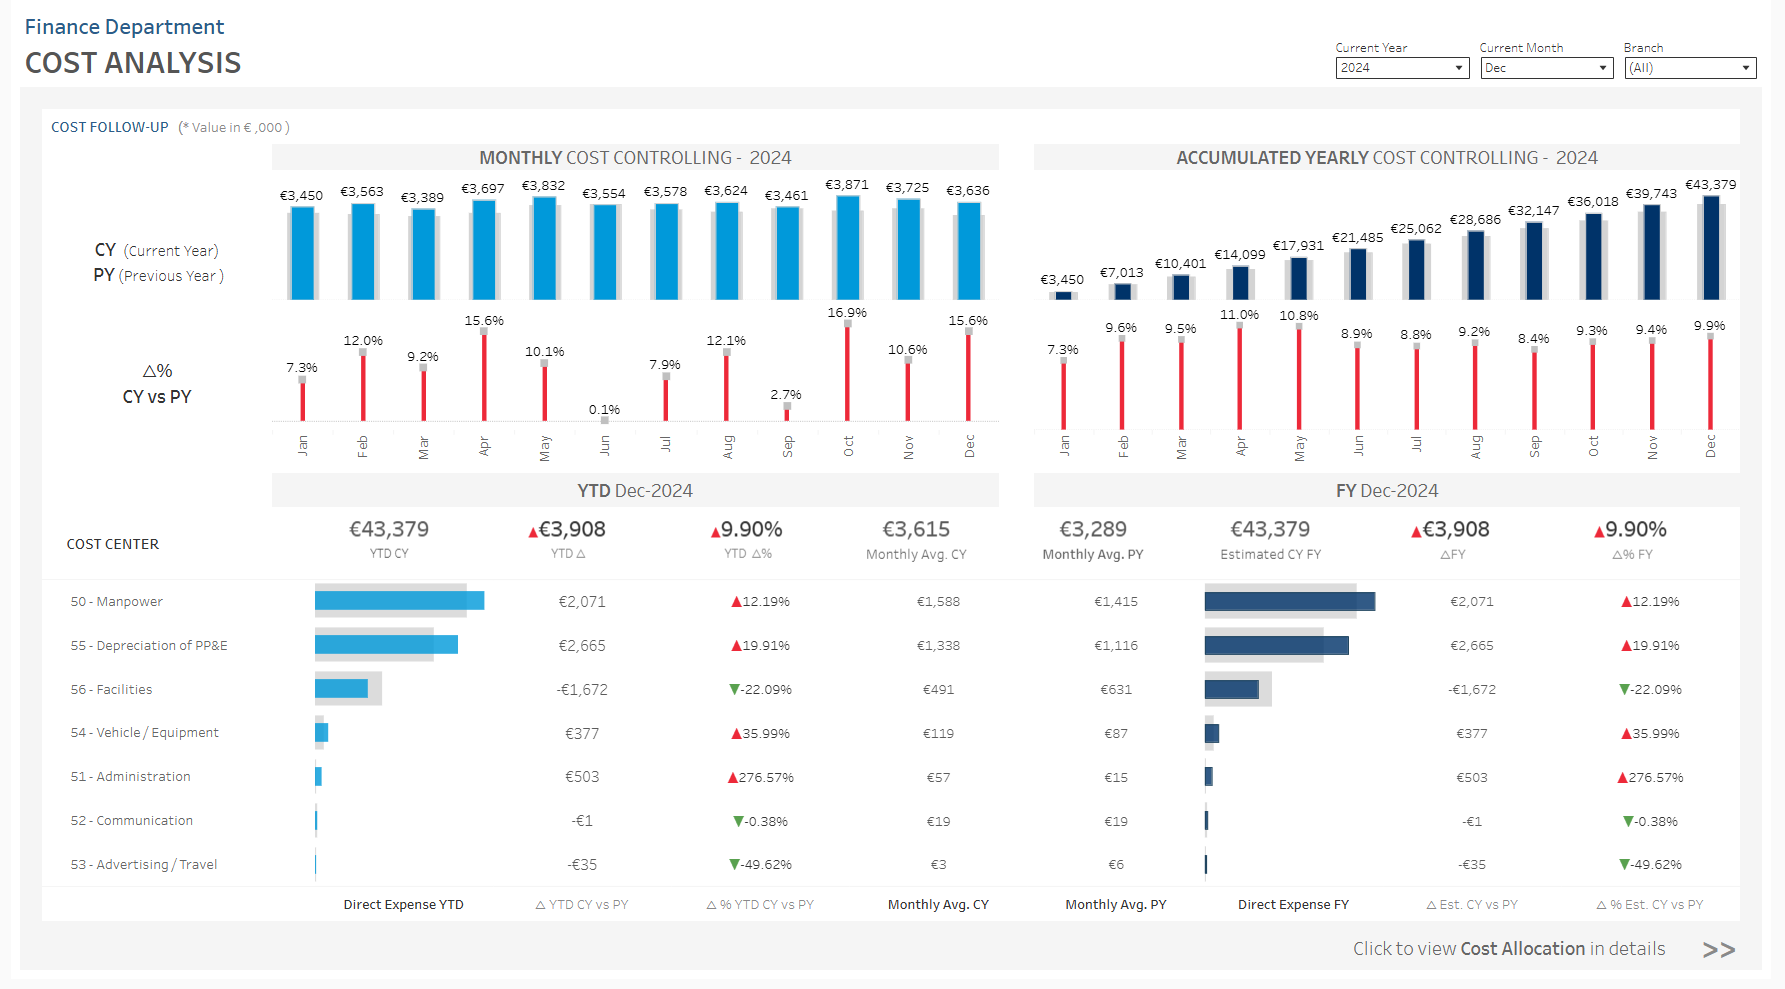 Finance Department
COST ANALYSIS
Current Year Current Month Branch
2024 Dec (All)
COST FOLLOW-UP (* Value in € ,000 )
MONTHLY COST CONTROLLING - 2024
€3,450 €3,563 €3,389 €3,697 €3,832 €3,554 €3,578 €3,624 €3,461 €3,871 €3,725 €3,636
CY (Current Year)
PY (Previous Year )
△%
CY vs PY
7.3% 12.0% 9.2% 15.6% 10.1% 0.1% 7.9% 12.1% 2.7% 16.9% 10.6% 15.6%
Jan Feb Mar Apr May Jun Jul Aug Sep Oct Nov Dec
ACCUMULATED YEARLY COST CONTROLLING - 2024
€3,450 €7,013 €10,401 €14,099 €17,931 €21,485 €25,062 €28,686 €32,147 €36,018 €39,743 €43,379
7.3% 9.6% 9.5% 11.0% 10.8% 8.9% 8.8% 9.2% 8.4% 9.3% 9.4% 9.9%
Jan Feb Mar Apr May Jun Jul Aug Sep Oct Nov Dec
YTD Dec-2024 FY Dec-2024
COST CENTER
€43,379 ▲€3,908 ▲9.90% €3,615 €3,289 €43,379 ▲€3,908 ▲9.90%
YTD CY YTD △ YTD △% Monthly Avg. CY Monthly Avg. PY Estimated CY FY △FY △% FY
50 - Manpower €2,071 ▲12.19% €1,588 €1,415 €2,071 ▲12.19%
55 - Depreciation of PP&E €2,665 ▲19.91% €1,338 €1,116 €2,665 ▲19.91%
56 - Facilities -€1,672 ▼-22.09% €491 €631 -€1,672 ▼-22.09%
54 - Vehicle / Equipment €377 ▲35.99% €119 €87 €377 ▲35.99%
51 - Administration €503 ▲276.57% €57 €15 €503 ▲276.57%
52 - Communication -€1 ▼-0.38% €19 €19 -€1 ▼-0.38%
53 - Advertising / Travel -€35 ▼-49.62% €3 €6 -€35 ▼-49.62%
Direct Expense YTD △ YTD CY vs PY △ % YTD CY vs PY Monthly Avg. CY Monthly Avg. PY Direct Expense FY △ Est. CY vs PY △ % Est. CY vs PY
Click to view Cost Allocation in details >>